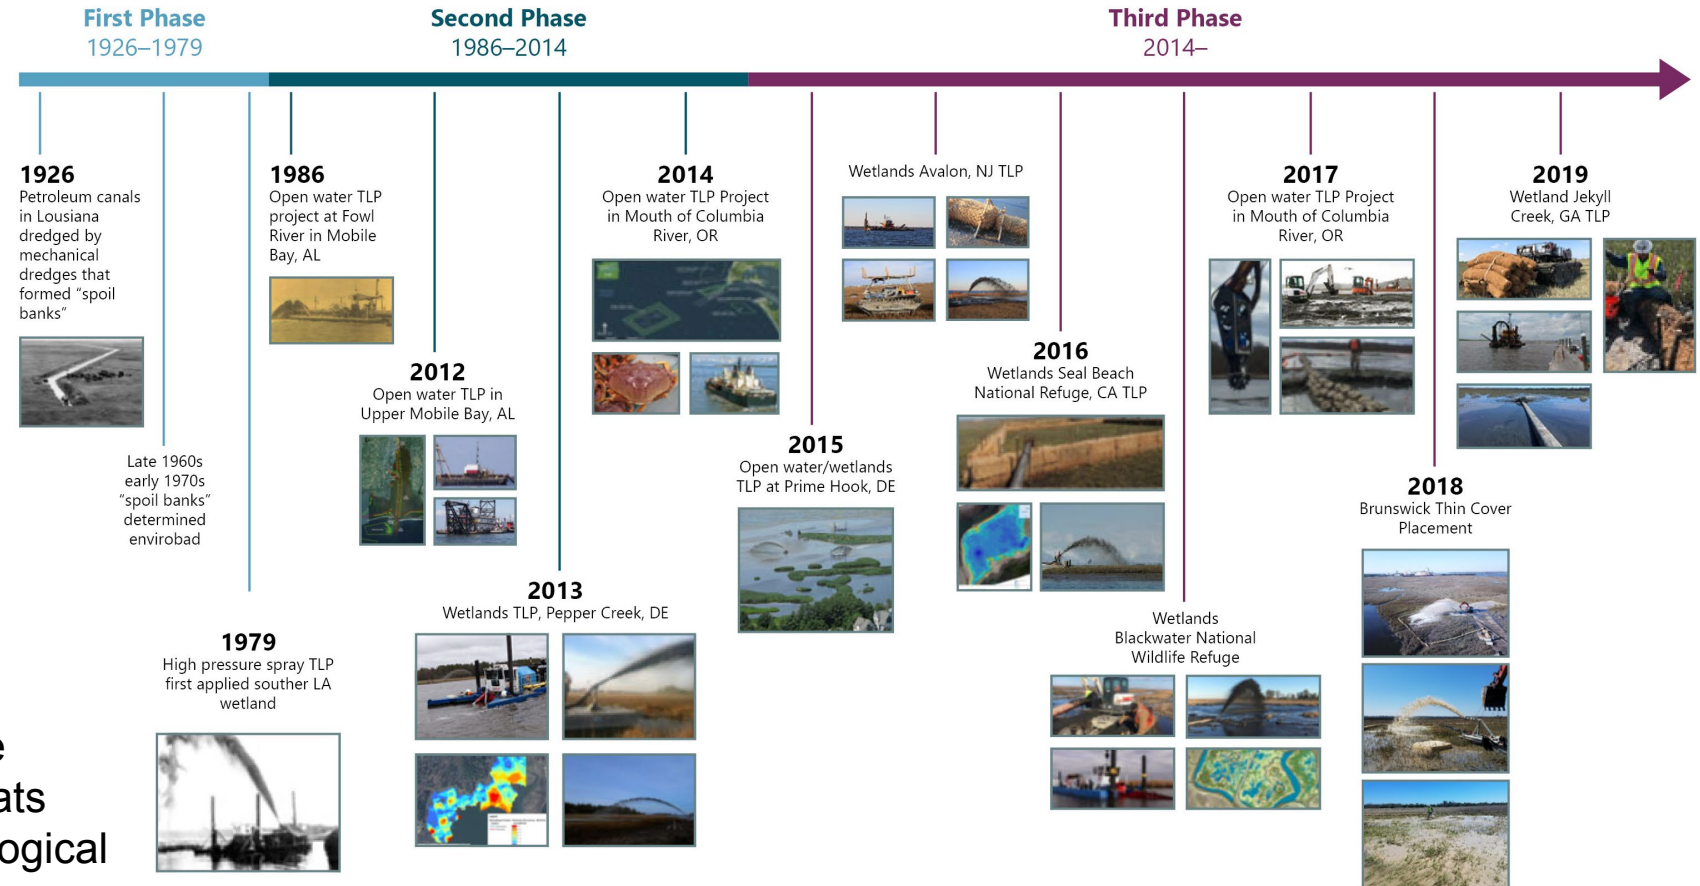 First Phase
1926–1979
Second Phase
1986–2014
Third Phase
2014–
1926
Petroleum canals
in Lousiana
dredged by
mechanical
dredges that
formed “spoil
banks”
Late 1960s
early 1970s
“spoil banks”
determined
envirobad
1979
High pressure spray TLP
first applied souther LA
wetland
1986
Open water TLP
project at Fowl
River in Mobile
Bay, AL
2012
Open water TLP in
Upper Mobile Bay, AL
2013
Wetlands TLP, Pepper Creek, DE
2014
Open water TLP Project
in Mouth of Columbia
River, OR
2015
Open water/wetlands
TLP at Prime Hook, DE
Wetlands Avalon, NJ TLP
2016
Wetlands Seal Beach
National Refuge, CA TLP
Wetlands
Blackwater National
Wildlife Refuge
2017
Open water TLP Project
in Mouth of Columbia
River, OR
2018
Brunswick Thin Cover
Placement
2019
Wetland Jekyll
Creek, GA TLP
e
ats
ogical